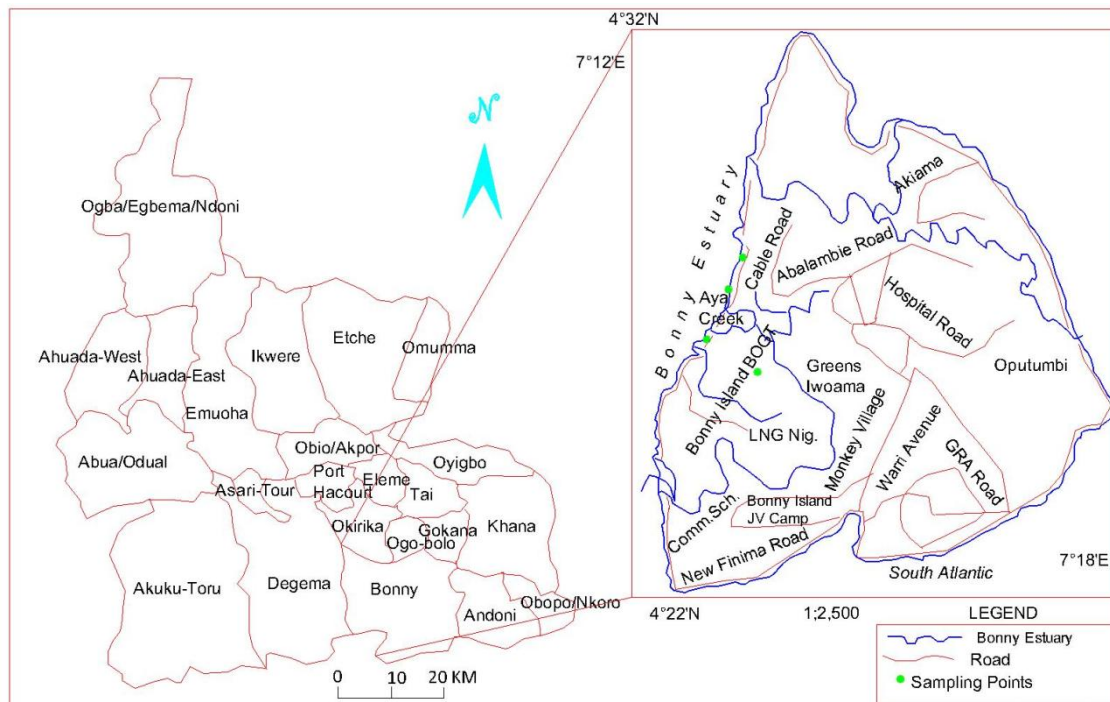 4°32'N
7°12'E
N
Ogba/Egbema/Ndoni
Ahuada-West
Ahuada-East
Emuoha
Ikwere
Etche
Omumma
Abua/Odual
Asari-Tour
Obio/Akpor
Port
Hacourt
Eleme
Oyigbo
Tai
Okirika
Gokana
Ogo-bolo
Khana
Akuku-Toru
Degema
Bonny
Andoni
Obopo/Nkoro
0 10 20 KM
Bonny Estuary
Akiama
Cable Road
Abalambie Road
Aya
Creek
Hospital Road
Bonny Island BOGT
Greens
Iwoama
Oputumbi
LNG Nig.
Monkey Village
Warri Avenue
GRA Road
Comm.Sch.
Bonny Island
JV Camp
New Finima Road
South Atlantic
7°18'E
4°22'N
1;2,500
LEGEND
Bonny Estuary
Road
Sampling Points